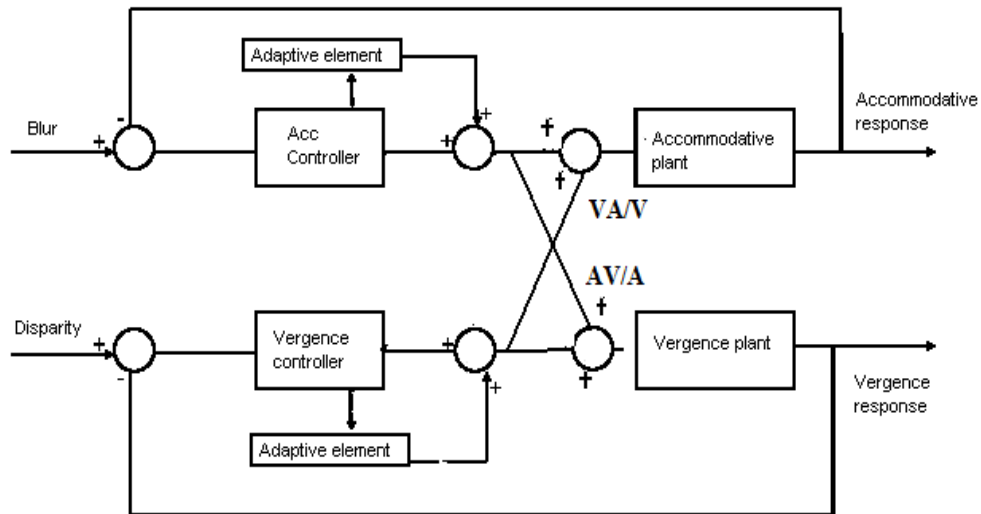 Adaptive element
Blur
-
+
Acc
Controller
+
+
f
f
Accommodative
plant
Accommodative
response
VA/V
AV/A
Disparity
+
-
Vergence
controller
+
+
f
f
Vergence plant
Vergence
response
Adaptive element